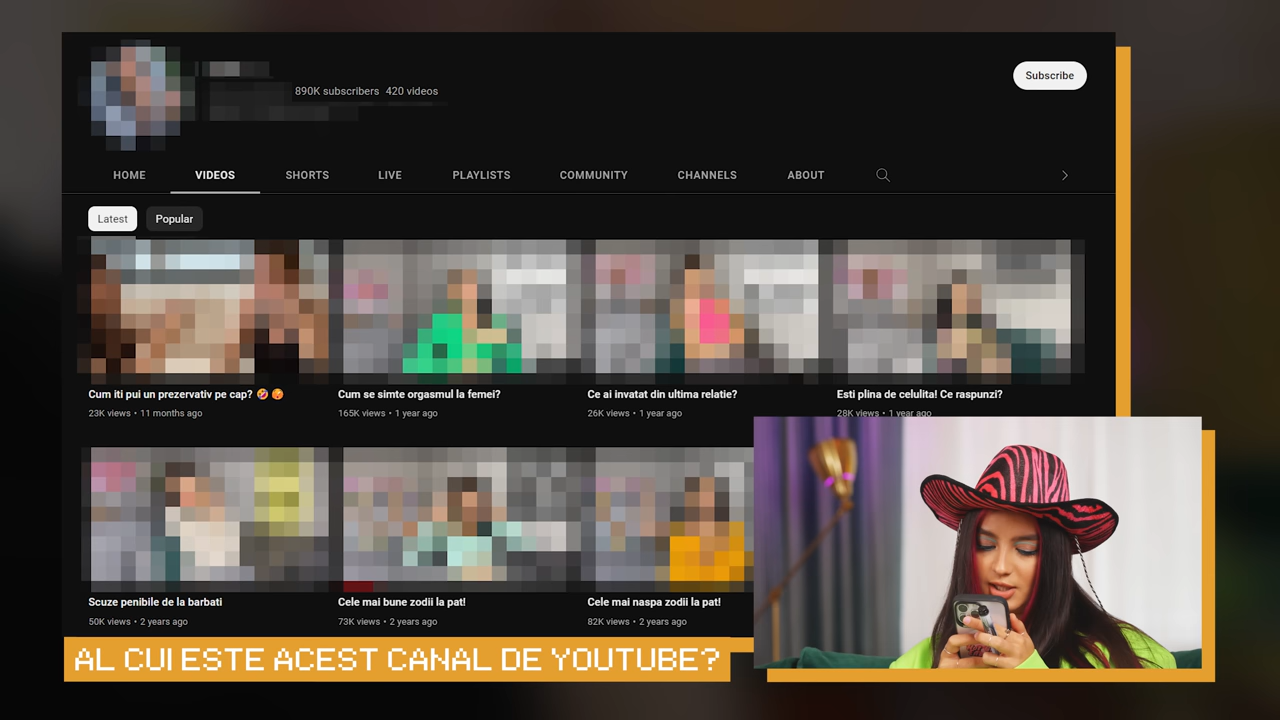 890K subscribers 420 videos
Subscribe
HOME VIDEOS SHORTS LIVE PLAYLISTS COMMUNITY CHANNELS ABOUT
Latest Popular
Cum iti pui un prezervativ pe cap? 🤣 🥵
23K views • 11 months ago
Cum se simte orgasmul la femei?
165K views • 1 year ago
Ce ai invatat din ultima relatie?
26K views • 1 year ago
Esti plina de celulita! Ce raspunzi?
28K views • 1 year ago
Scuze penibile de la barbati
50K views • 2 years ago
Cele mai bune zodii la pat!
73K views • 2 years ago
Cele mai naspa zodii la pat!
82K views • 2 years ago
AL CUI ESTE ACEST CANAL DE YOUTUBE?